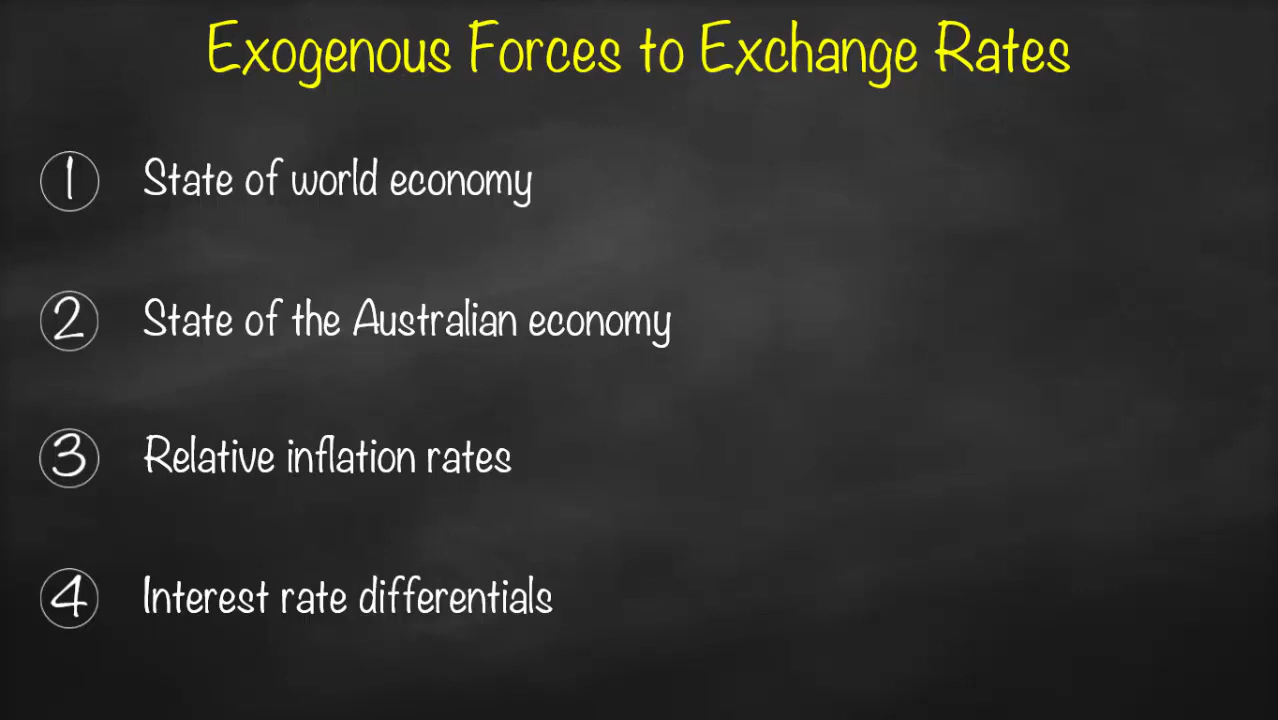 Exogenous Forces to Exchange Rates
1 State of world economy
2 State of the Australian economy
3 Relative inflation rates
4 Interest rate differentials